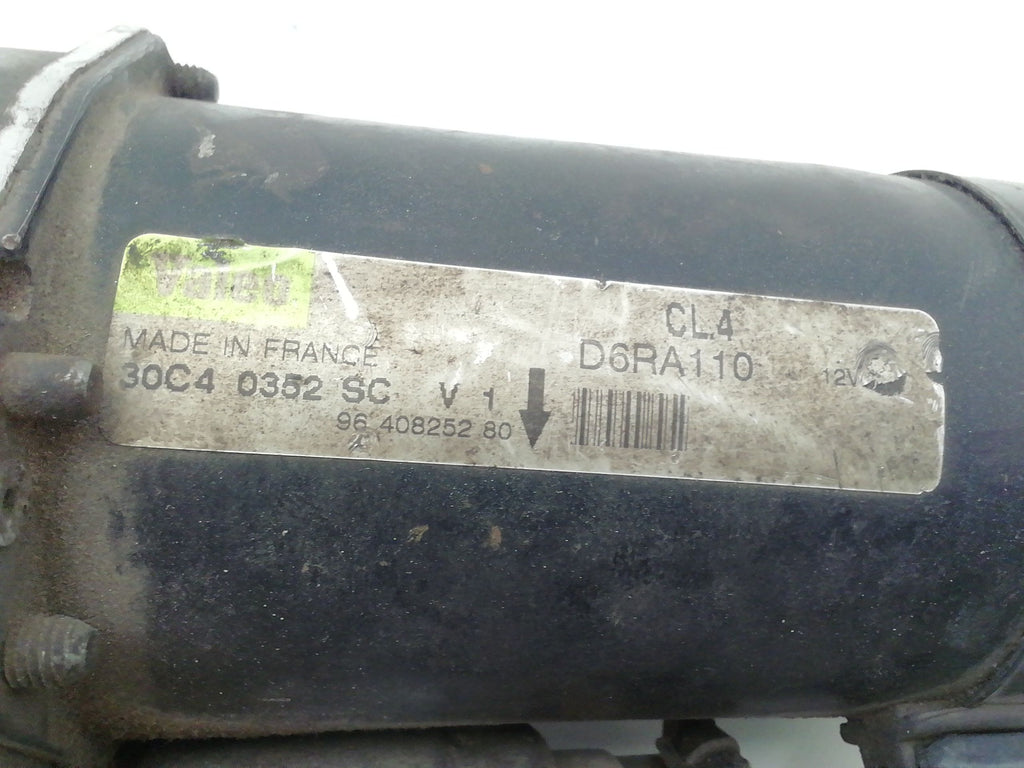 CL4
MADE IN FRANCE
D6RA110
12V
30C4 0352 SC V 1
96 408252 80